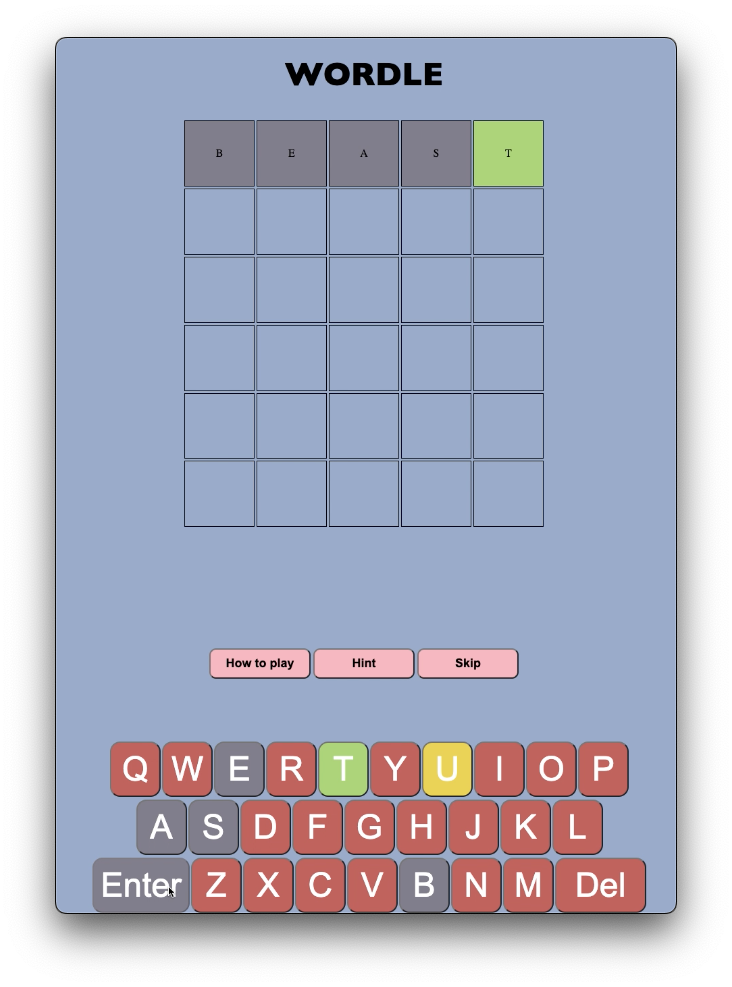 WORDLE
B E A S T
How to play Hint Skip
Q W E R T Y U I O P
A S D F G H J K L
Enter Z X C V B N M Del